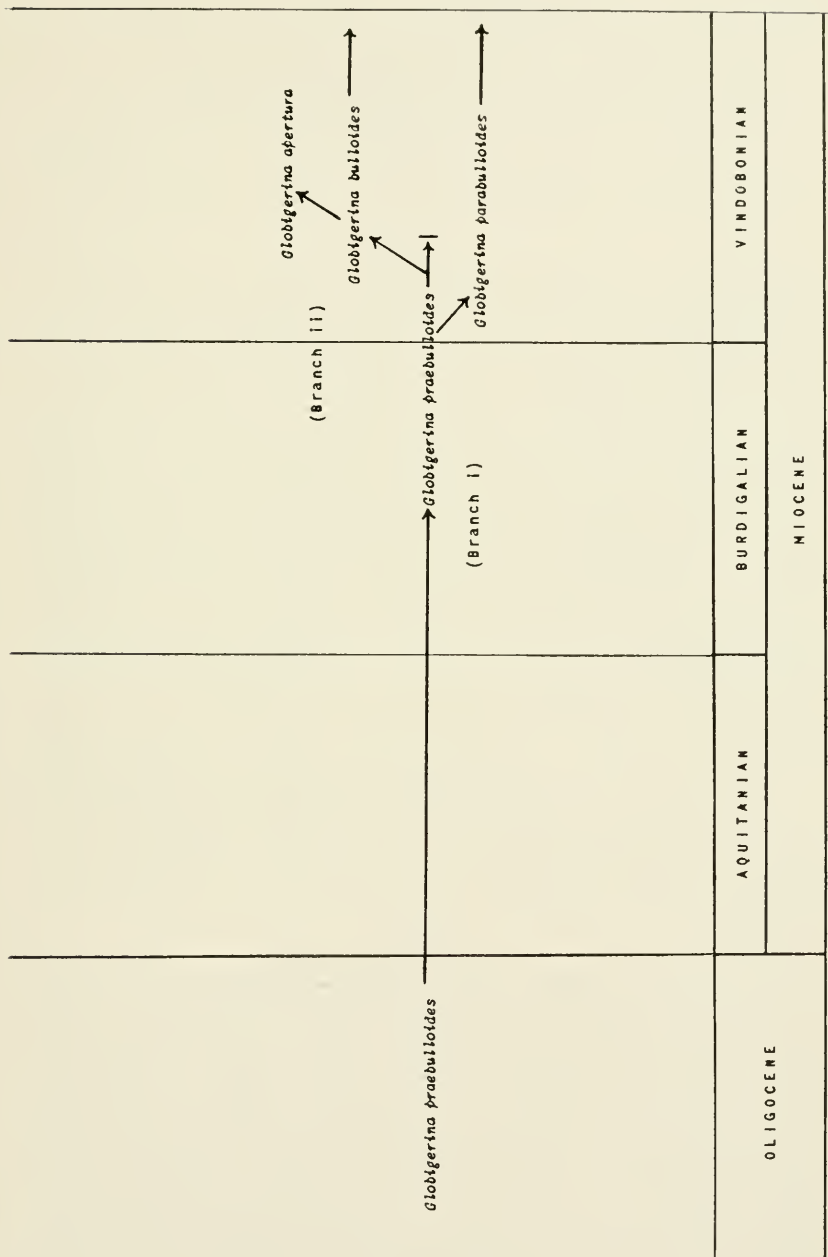 Globigerina apertura
Globigerina bulloides
Globigerina parabulloides
(Branch II)
Globigerina praebulloides
(Branch I)
Globigerina praebulloides
VINDOBONIAN
BURDIGALIAN
AQUITANIAN
MIOCENE
OLIGOCENE